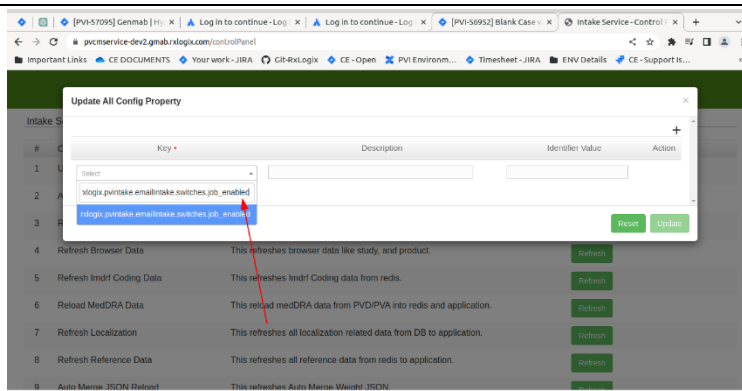 [PVI-57095] Genmab | Hy
Log in to continue - Log
Log in to continue - Log
[PVI-56952] Blank Case
Intake Service - Control
pvcmservice-dev2.gmab.rxlogix.com/controlPanel
Important Links
CE DOCUMENTS
Your work - JIRA
Git-RxLogix
CE - Open
PVI Environm...
Timesheet - JIRA
ENV Details
CE - Support Is...
Update All Config Property
Intake S
# Key * Description Identifier Value Action
1 U Select
xlogix.pvintake.emailIntake.switches.job_enabled
2 A
rxlogix.pvintake.emailIntake.switches.job_enabled
3 R Reset Update
4 Refresh Browser Data This refreshes browser data like study, and product. Refresh
5 Refresh Imdrf Coding Data This refreshes Imdrf Coding data from redis. Refresh
6 Reload MedDRA Data This reload medDRA data from PVD/PVA into redis and application. Refresh
7 Refresh Localization This refreshes all localization related data from DB to application. Refresh
8 Refresh Reference Data This refreshes all reference data from redis to application. Refresh
9 Auto Merge JSON Reload This refreshes Auto Merge Weight JSON. Refresh